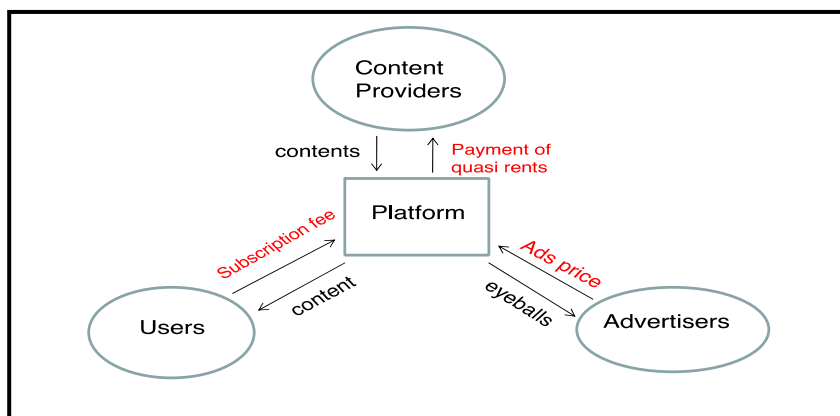 Content
Providers
contents
Payment of
quasi rents
Platform
Subscription fee
content
Ads price
eyeballs
Users
Advertisers